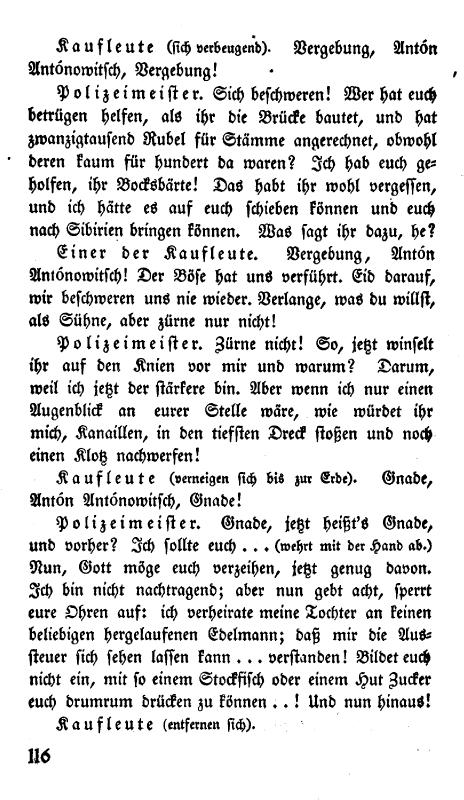 Kaufleute (sich verbeugend). Vergebung, Antón
Antónowitsch, Vergebung!
Polizeimeister. Sich beschweren! Wer hat euch
betrügen helfen, als ihr die Brücke bautet, und hat
zwanzigtausend Rubel für Stämme angerechnet, obwohl
deren kaum für hundert da waren? Ich hab euch ge-
holfen, ihr Bocksbärte! Das habt ihr wohl vergessen,
und ich hätte es auf euch schieben können und euch
nach Sibirien bringen können. Was sagt ihr dazu, he?
Einer der Kaufleute. Vergebung, Antón
Antónowitsch! Der Böse hat uns verführt. Eid darauf,
wir beschweren uns nie wieder. Verlange, was du willst,
als Sühne, aber zürne nur nicht!
Polizeimeister. Zürne nicht! So, jetzt winselt
ihr auf den Knien vor mir und warum? Darum,
weil ich jetzt der stärkere bin. Aber wenn ich nur einen
Augenblick an eurer Stelle wäre, wie würdet ihr
mich, Kanaillen, in den tiefsten Dreck stoßen und noch
einen Klotz nachwerfen!
Kaufleute (verneigen sich bis zur Erde). Gnade,
Antón Antónowitsch, Gnade!
Polizeimeister. Gnade, jetzt heißt's Gnade,
und vorher? Ich sollte euch ... (wehrt mit der Hand ab.)
Nun, Gott möge euch verzeihen, jetzt genug davon.
Ich bin nicht nachtragend; aber nun gebt acht, sperrt
eure Ohren auf: ich verheirate meine Tochter an keinen
beliebigen hergelaufenen Edelmann; daß mir die Aus-
steuer sich sehen lassen kann ... verstanden! Bildet euch
nicht ein, mit so einem Stockfisch oder einem Hut Zucker
euch drumrum drücken zu können ..! Und nun hinaus!
Kaufleute (entfernen sich).
116